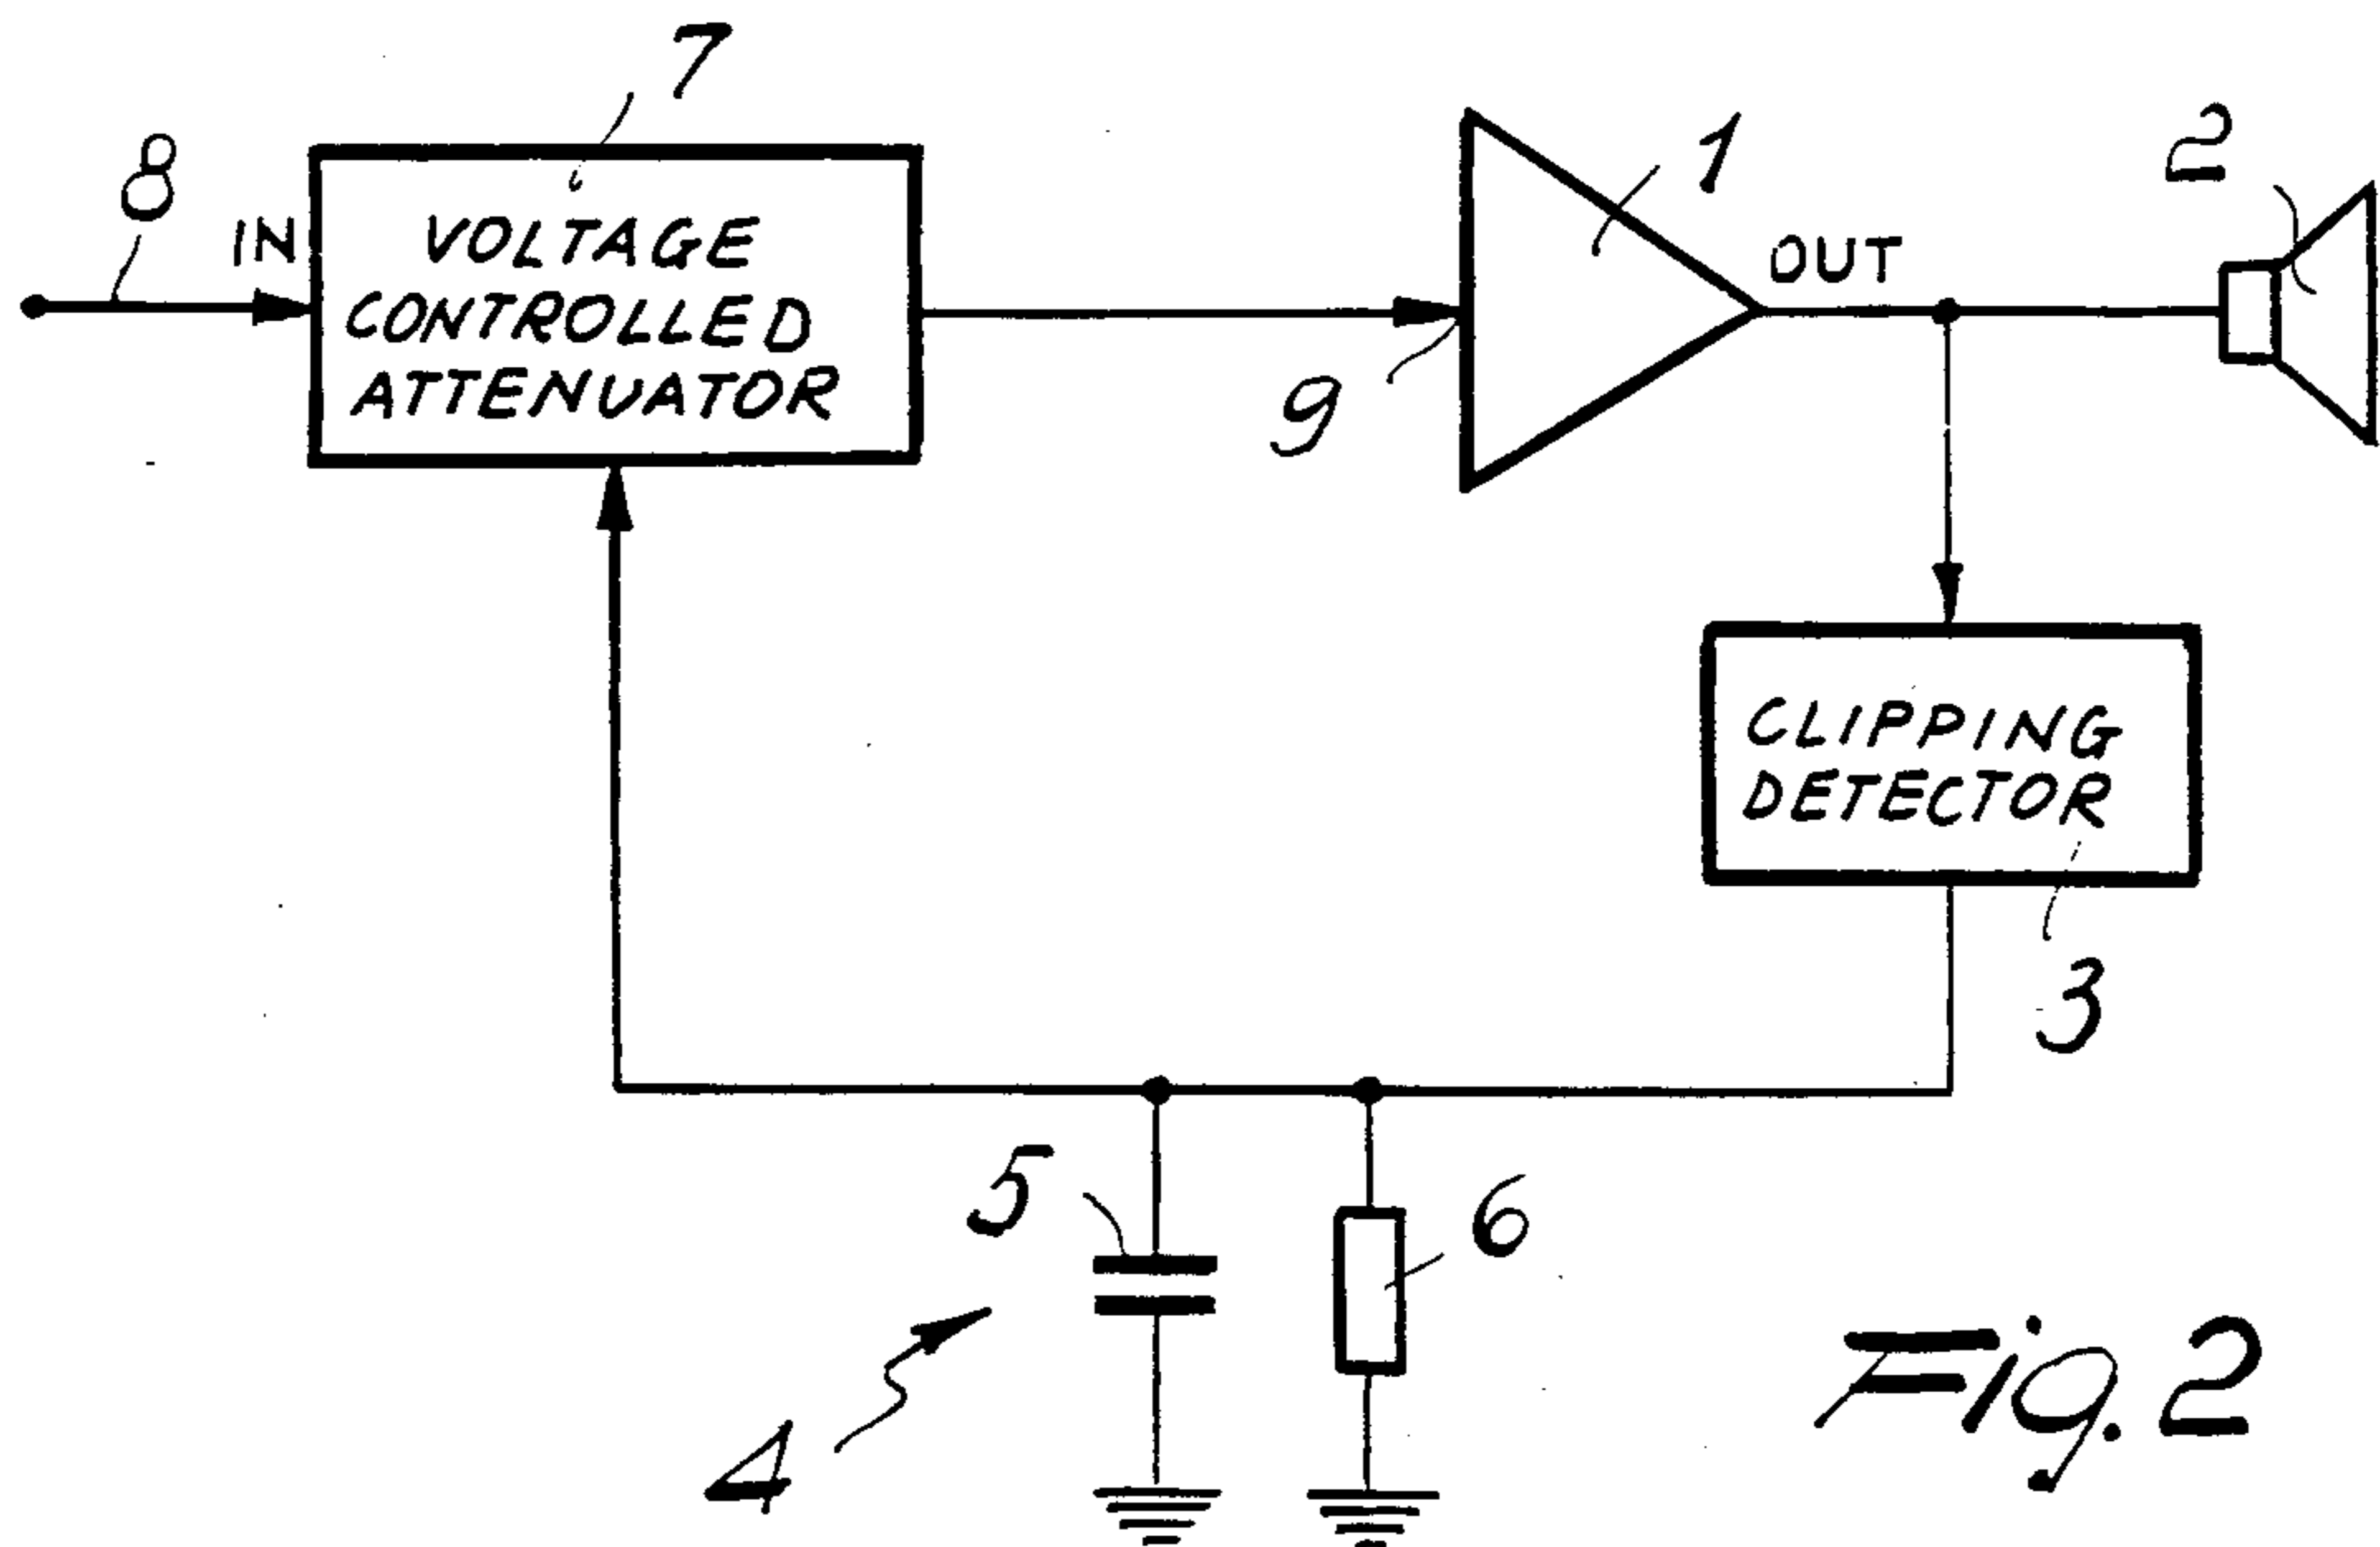 7
8
IN
VOLTAGE
CONTROLLED
ATTENUATOR
9
1
OUT
2
CLIPPING
DETECTOR
3
5
6
4
Fig. 2